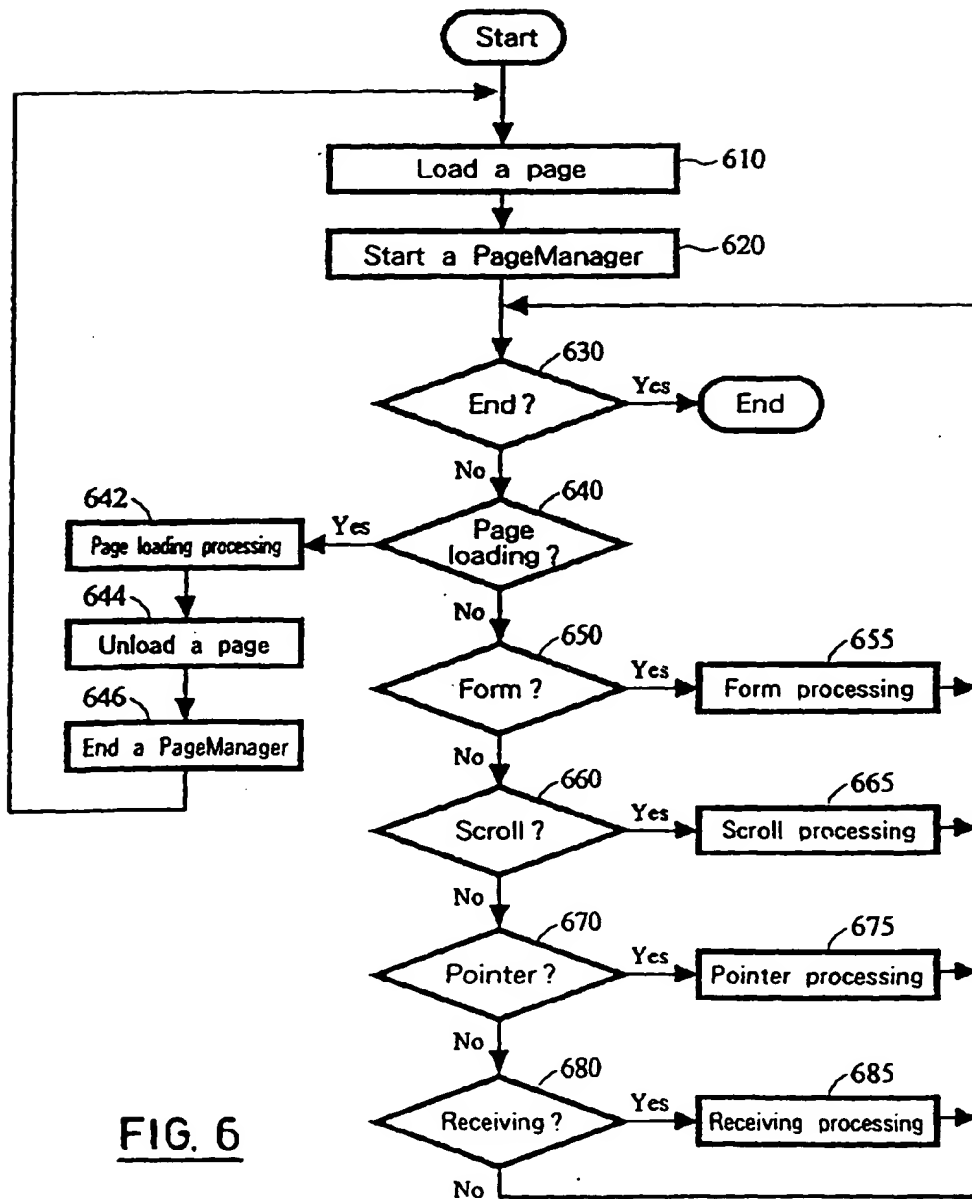 Start
Load a page
610
Start a PageManager
620
630
End ?
Yes
End
No
640
Page
loading ?
Yes
642
Page loading processing
644
Unload a page
646
End a PageManager
No
650
Form ?
Yes
655
Form processing
No
660
Scroll ?
Yes
665
Scroll processing
No
670
Pointer ?
Yes
675
Pointer processing
No
680
Receiving ?
Yes
685
Receiving processing
No
FIG. 6